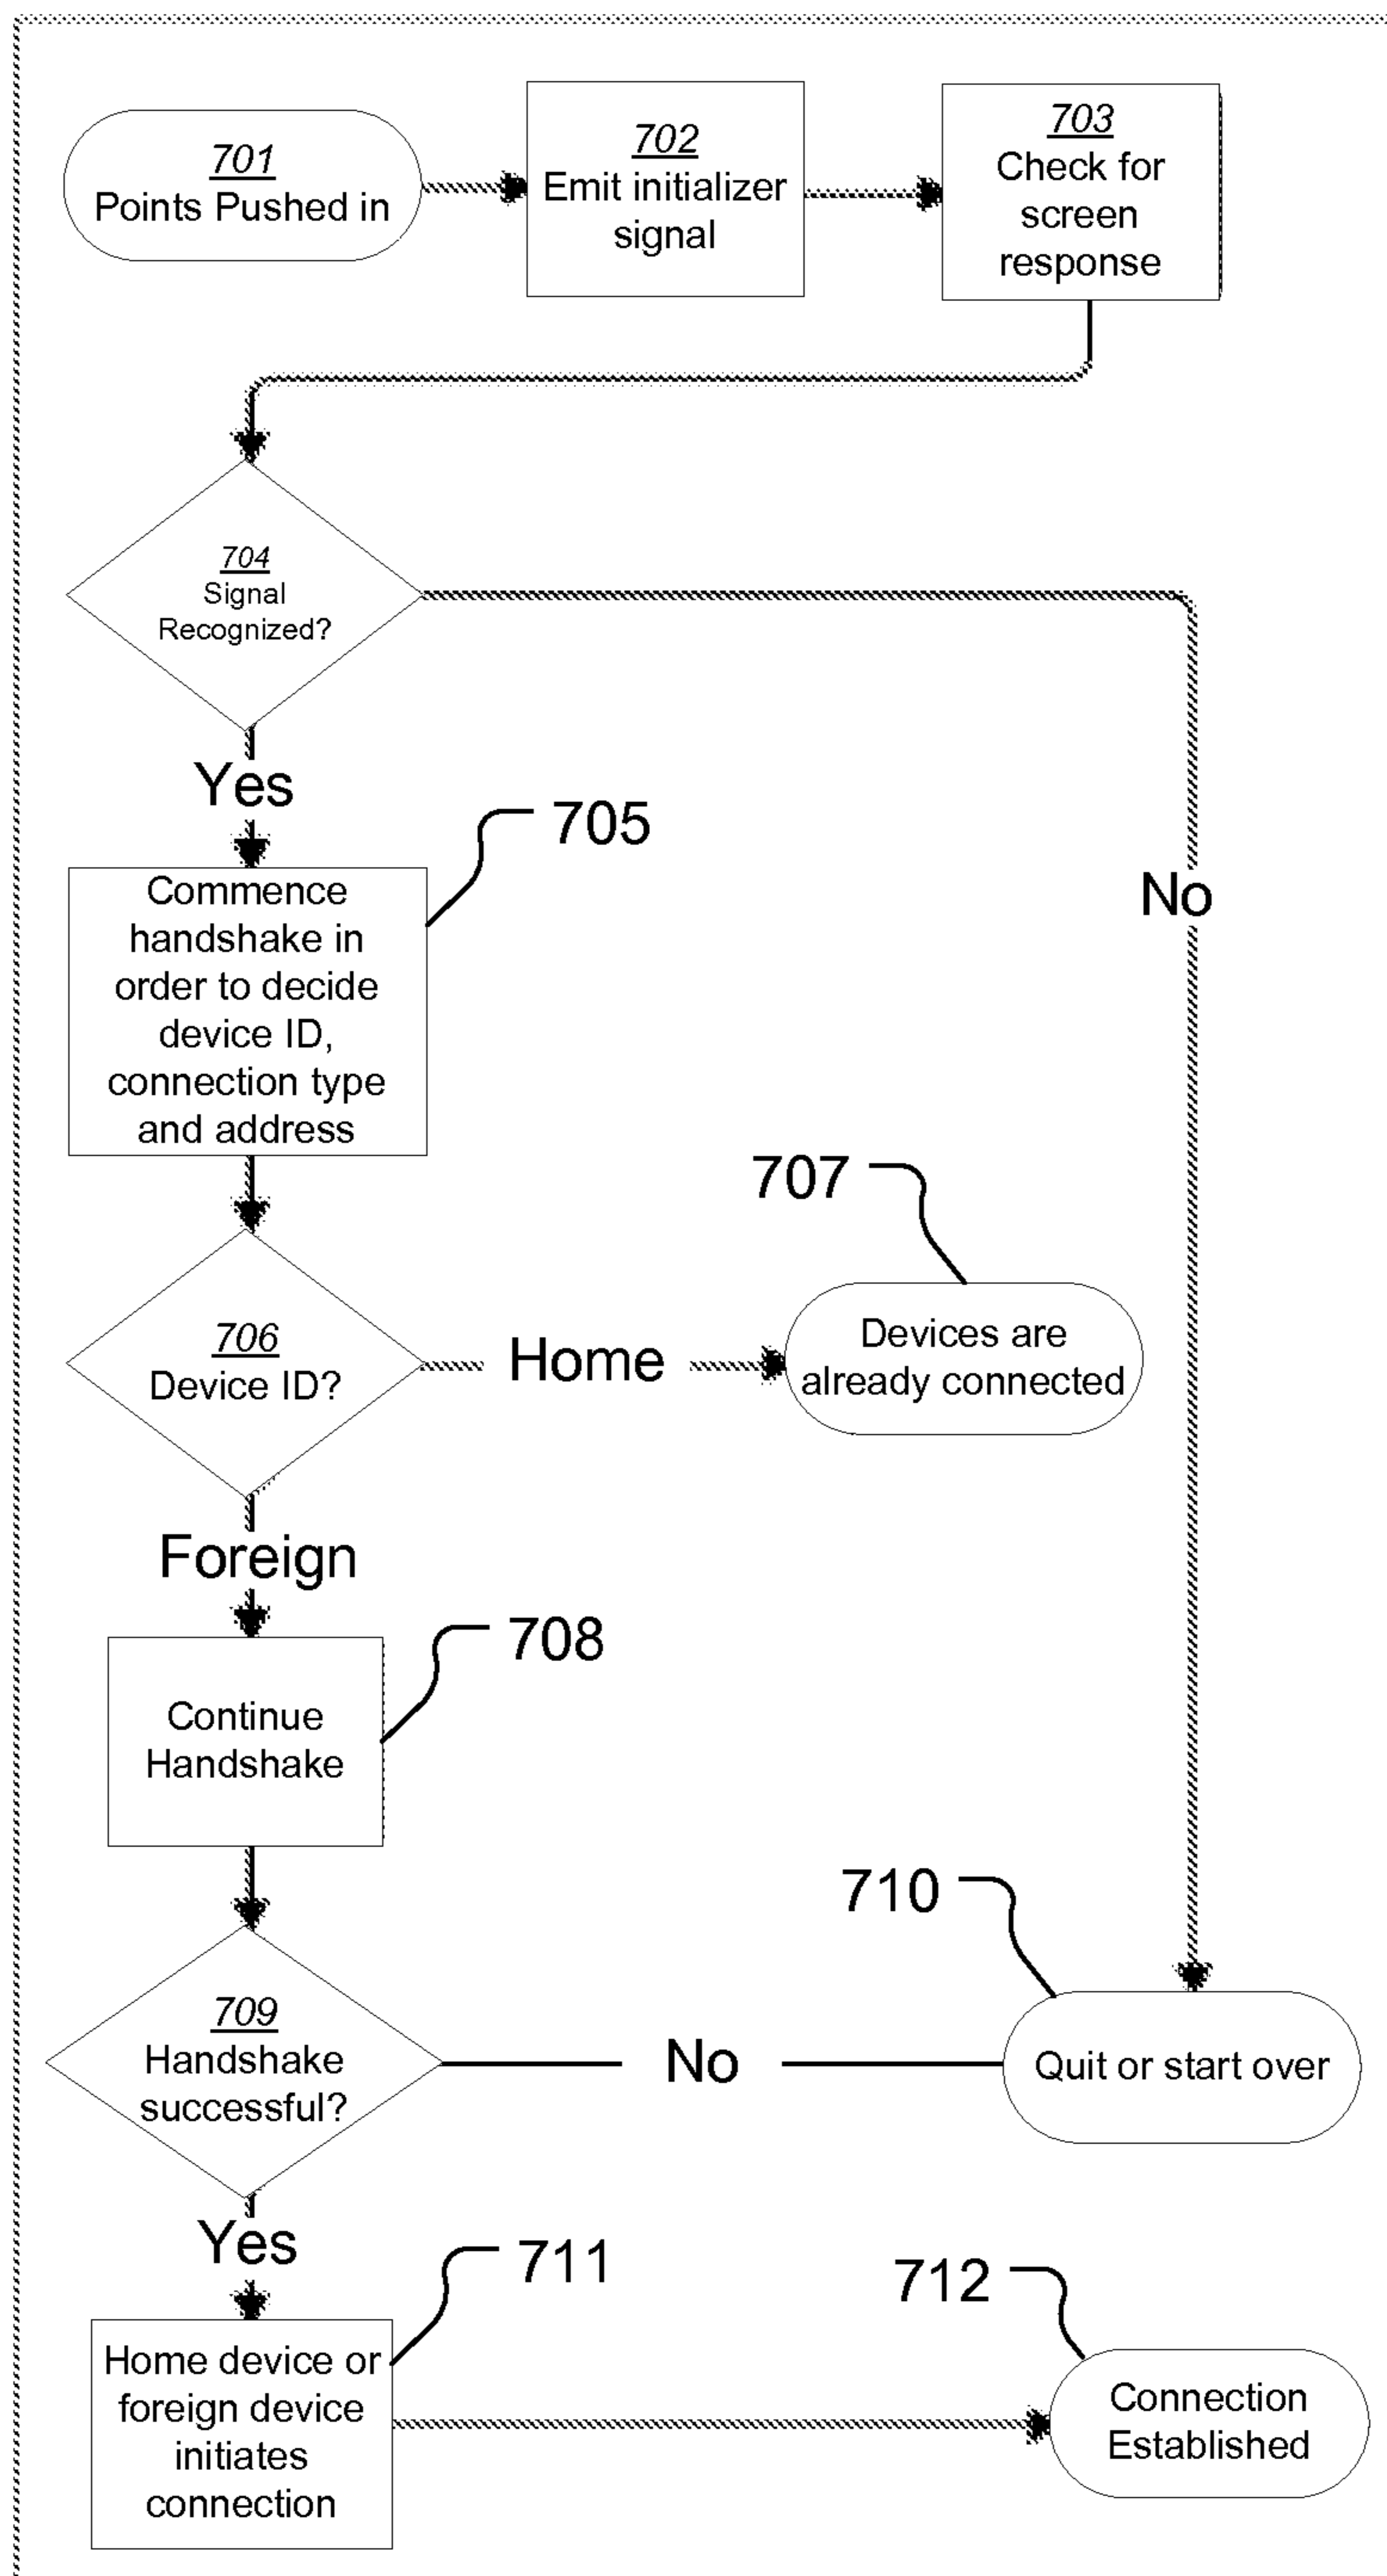 701
Points Pushed in
702
Emit initializer
signal
703
Check for
screen
response
704
Signal
Recognized?
Yes
No
705
Commence
handshake in
order to decide
device ID,
connection type
and address
707
706
Device ID?
Home
Devices are
already connected
Foreign
708
Continue
Handshake
710
709
Handshake
successful?
No
Quit or start over
Yes
711
712
Home device or
foreign device
initiates
connection
Connection
Established